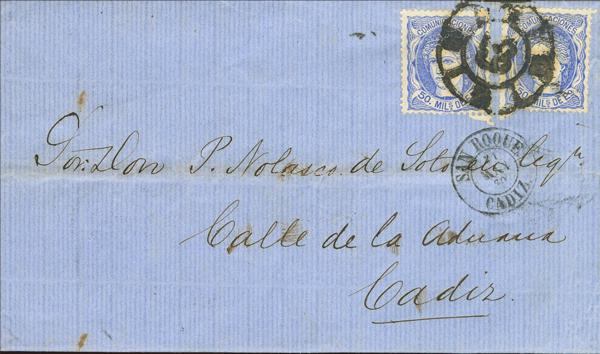 COMUNICACIONES COMUNICACIONES
50. MILS DE 50. MILS DE
Sor. Don P. Nolasco de Soto
SAN ROQUE
CADIZ
Calle de la Aduana
Cadiz.